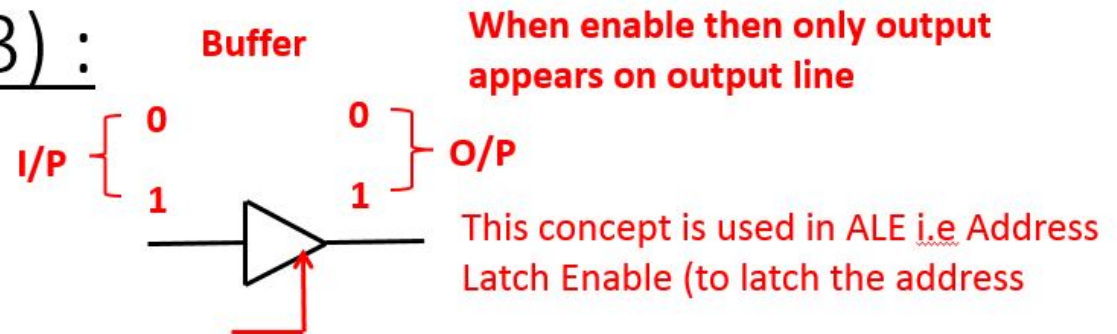 3) :
Buffer
When enable then only output
appears on output line
0
0
I/P
O/P
1
1
This concept is used in ALE i.e Address
Latch Enable (to latch the address